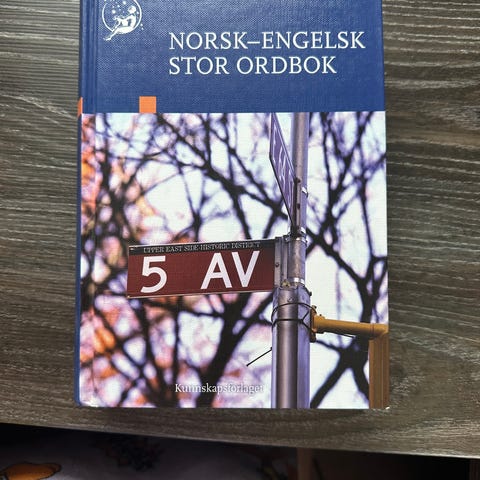 NORSK–ENGELSK
STOR ORDBOK
UPPER EAST SIDE HISTORIC DISTRICT
5 AV
Kunnskapsforlaget